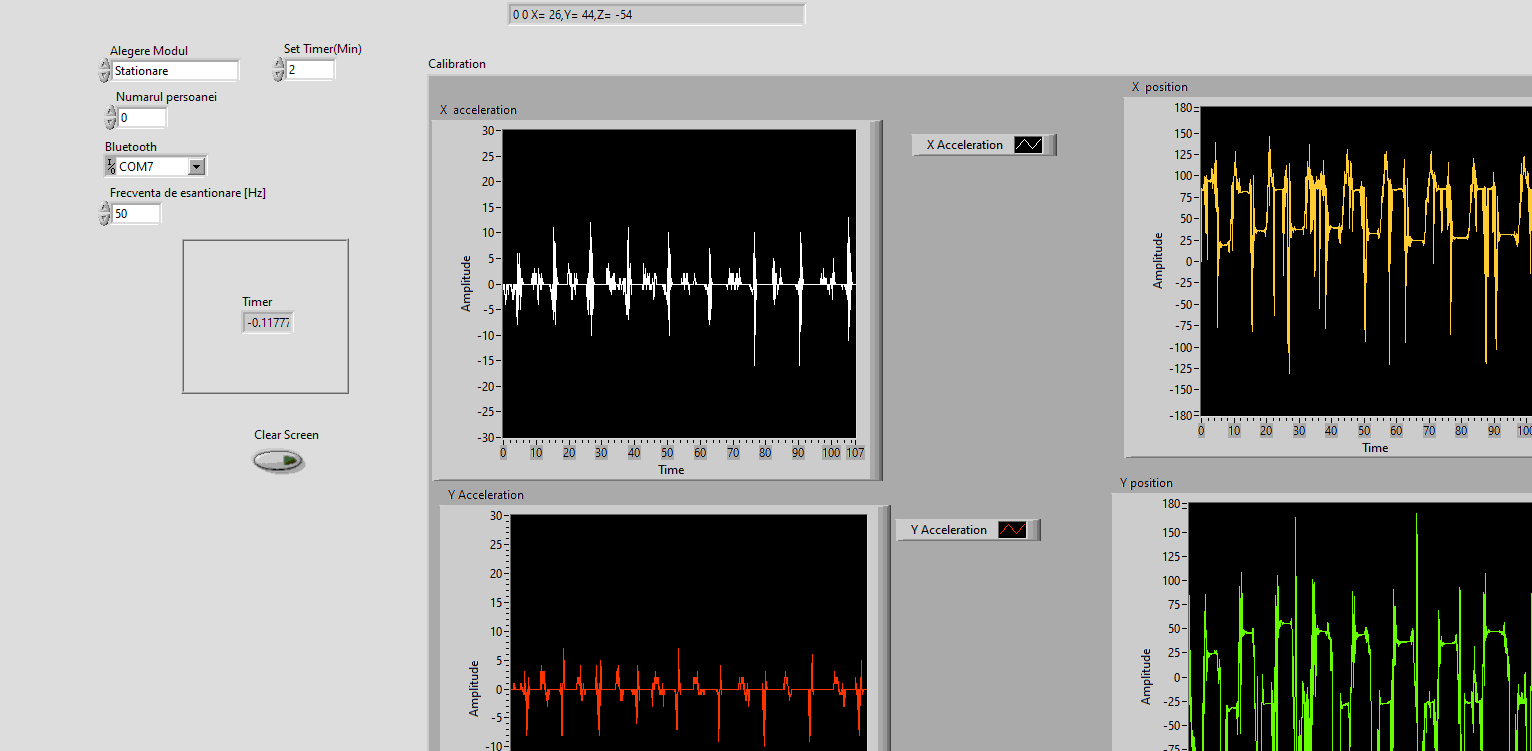 0 0 X= 26,Y= 44,Z= -54
Alegere Modul
Stationare
Set Timer(Min)
2
Numarul persoanei
0
Bluetooth
COM7
Frecventa de esantionare [Hz]
50
Timer
-0.11777
Clear Screen
Calibration
X acceleration
30
25
20
15
10
5
0
-5
-10
-15
-20
-25
-30
Amplitude
0 10 20 30 40 50 60 70 80 90 100 107
Time
X Acceleration
X position
180
150
125
100
75
50
25
0
-25
-50
-75
-100
-125
-150
-180
Amplitude
0 10 20 30 40 50 60 70 80 90 100
Time
Y Acceleration
30
25
20
15
10
5
0
-5
-10
Amplitude
Y Acceleration
Y position
180
150
125
100
75
50
25
0
-25
-50
-75
Amplitude